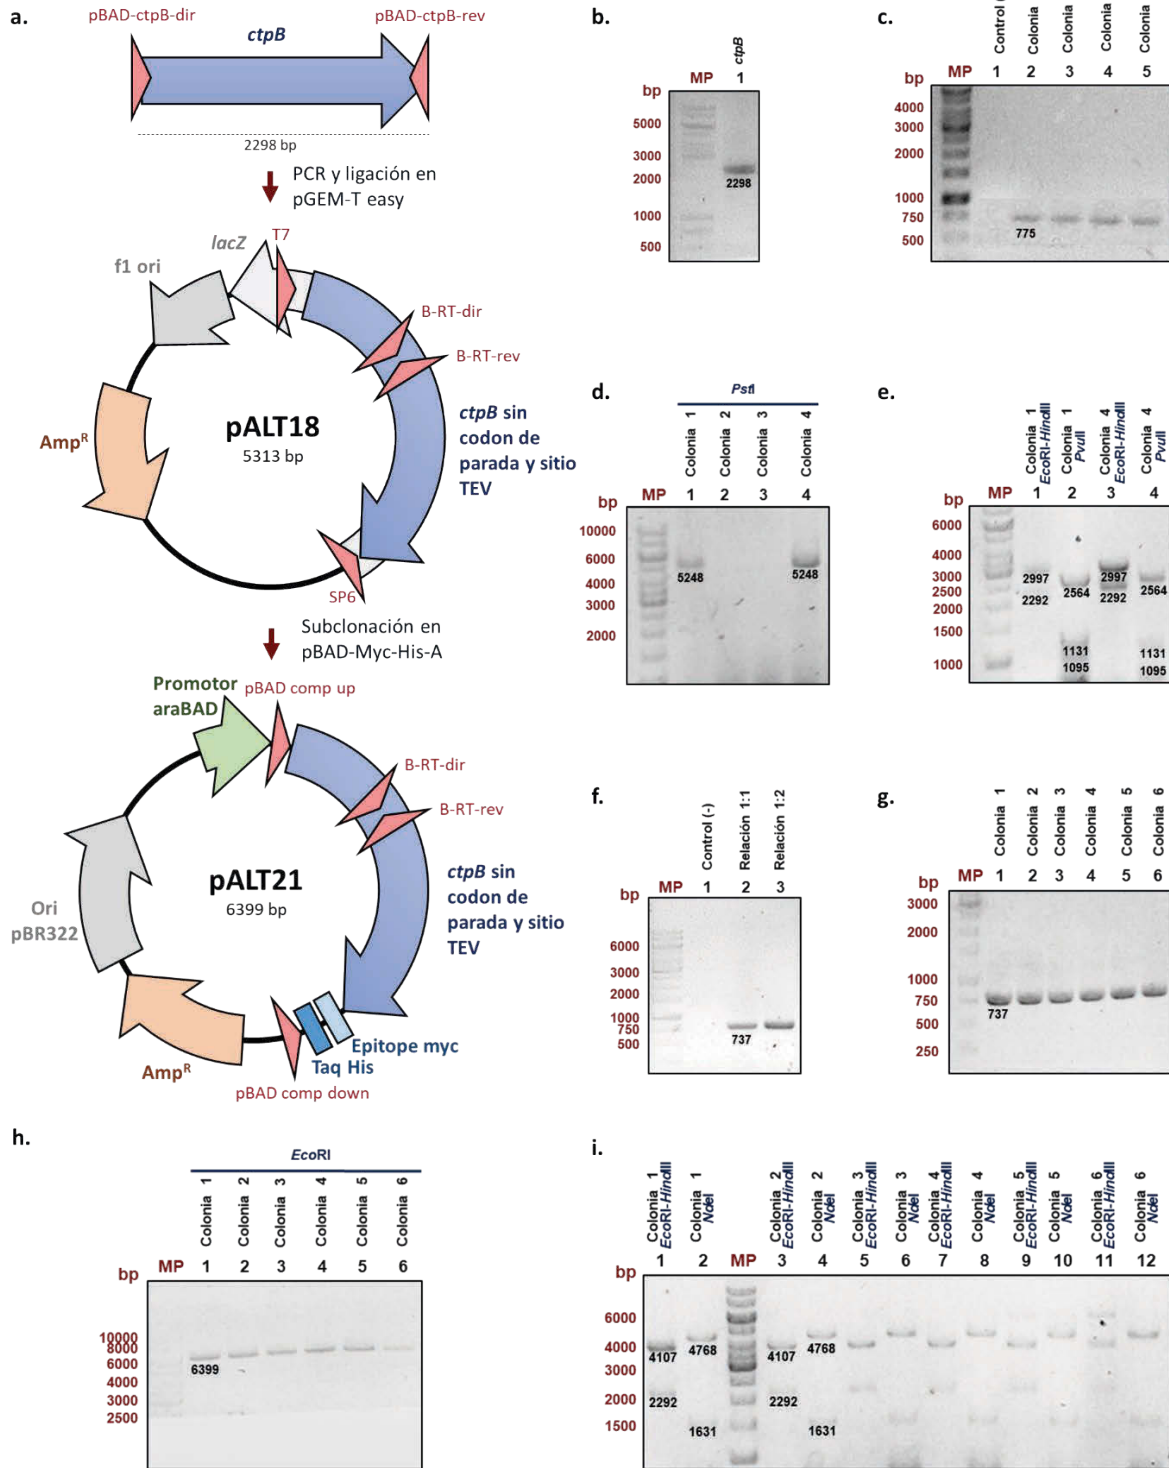 a.
pBAD-ctpB-dir
pBAD-ctpB-rev
ctpB
2298 bp
PCR y ligación en
pGEM-T easy
lacZ
T7
f1 ori
B-RT-dir
B-RT-rev
Amp^R
pALT18
5313 bp
ctpB sin
codon de
parada y sitio
TEV
SP6
Subclonación en
pBAD-Myc-His-A
Promotor
araBAD
pBAD comp up
B-RT-dir
B-RT-rev
pALT21
6399 bp
ctpB sin
codon de
parada y sitio
TEV
Ori
pBR322
Amp^R
Epitope myc
Taq His
pBAD comp down
b.
ctpB
MP 1
bp
5000
3000
2000
1000
500
2298
c.
Control (
Colonia
Colonia
Colonia
Colonia
MP 1 2 3 4 5
bp
4000
3000
2000
1000
750
500
775
d.
PstI
Colonia 1
Colonia 2
Colonia 3
Colonia 4
MP 1 2 3 4
bp
10000
6000
4000
3000
2000
5248
5248
e.
Colonia 1
EcoRI-HindIII
Colonia 1
PvuII
Colonia 4
EcoRI-HindIII
Colonia 4
PvuII
MP 1 2 3 4
bp
6000
4000
3000
2500
2000
1500
1000
2997
2292
2564
1131
1095
2997
2292
2564
1131
1095
f.
Control (-)
Relación 1:1
Relación 1:2
MP 1 2 3
bp
6000
3000
2000
1000
750
500
737
g.
Colonia 1
Colonia 2
Colonia 3
Colonia 4
Colonia 5
Colonia 6
MP 1 2 3 4 5 6
bp
3000
2000
1000
750
500
250
737
h.
EcoRI
Colonia 1
Colonia 2
Colonia 3
Colonia 4
Colonia 5
Colonia 6
bp MP 1 2 3 4 5 6
10000
8000
6000
4000
3000
2500
6399
i.
Colonia 1
EcoRI-HindIII
Colonia 1
NdeI
Colonia 2
EcoRI-HindIII
Colonia 2
NdeI
Colonia 3
EcoRI-HindIII
Colonia 3
NdeI
Colonia 4
EcoRI-HindIII
Colonia 4
NdeI
Colonia 5
EcoRI-HindIII
Colonia 5
NdeI
Colonia 6
EcoRI-HindIII
Colonia 6
NdeI
1 2 MP 3 4 5 6 7 8 9 10 11 12
bp
6000
4000
3000
2000
1500
4107
2292
4768
1631
4107
2292
4768
1631